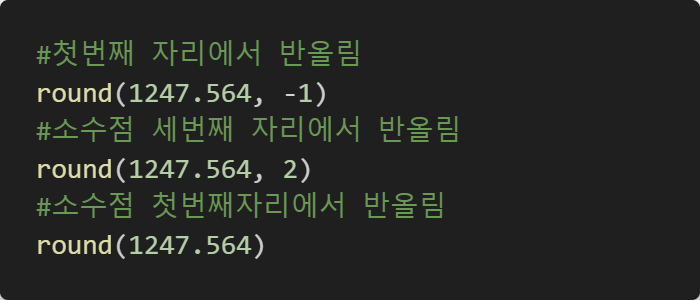 #첫번째 자리에서 반올림
round(1247.564, -1)
#소수점 세번째 자리에서 반올림
round(1247.564, 2)
#소수점 첫번째자리에서 반올림
round(1247.564)